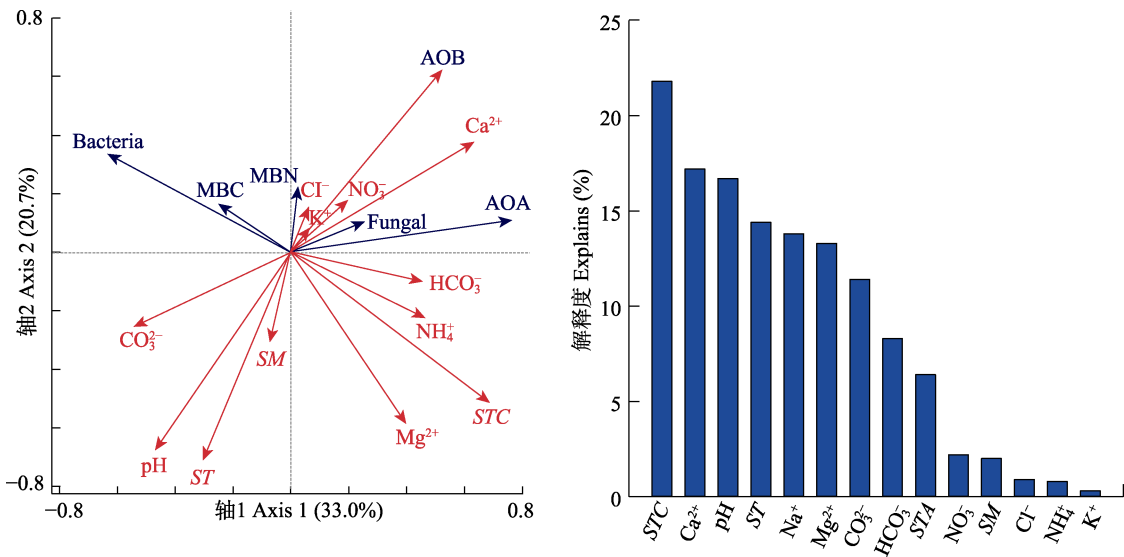 0.8
AOB
Ca²⁺
Bacteria
MBN
MBC
Cl⁻
NO₃⁻
K⁺
AOA
Fungal
轴2 Axis 2 (20.7%)
HCO₃⁻
NH₄⁺
CO₃²⁻
SM
STC
Mg²⁺
pH
ST
−0.8
−0.8
轴1 Axis 1 (33.0%)
0.8
25
20
15
10
5
0
解释度 Explains (%)
STC
Ca²⁺
pH
ST
Na⁺
Mg²⁺
CO₃²⁻
HCO₃⁻
STA
NO₃⁻
SM
Cl⁻
NH₄⁺
K⁺